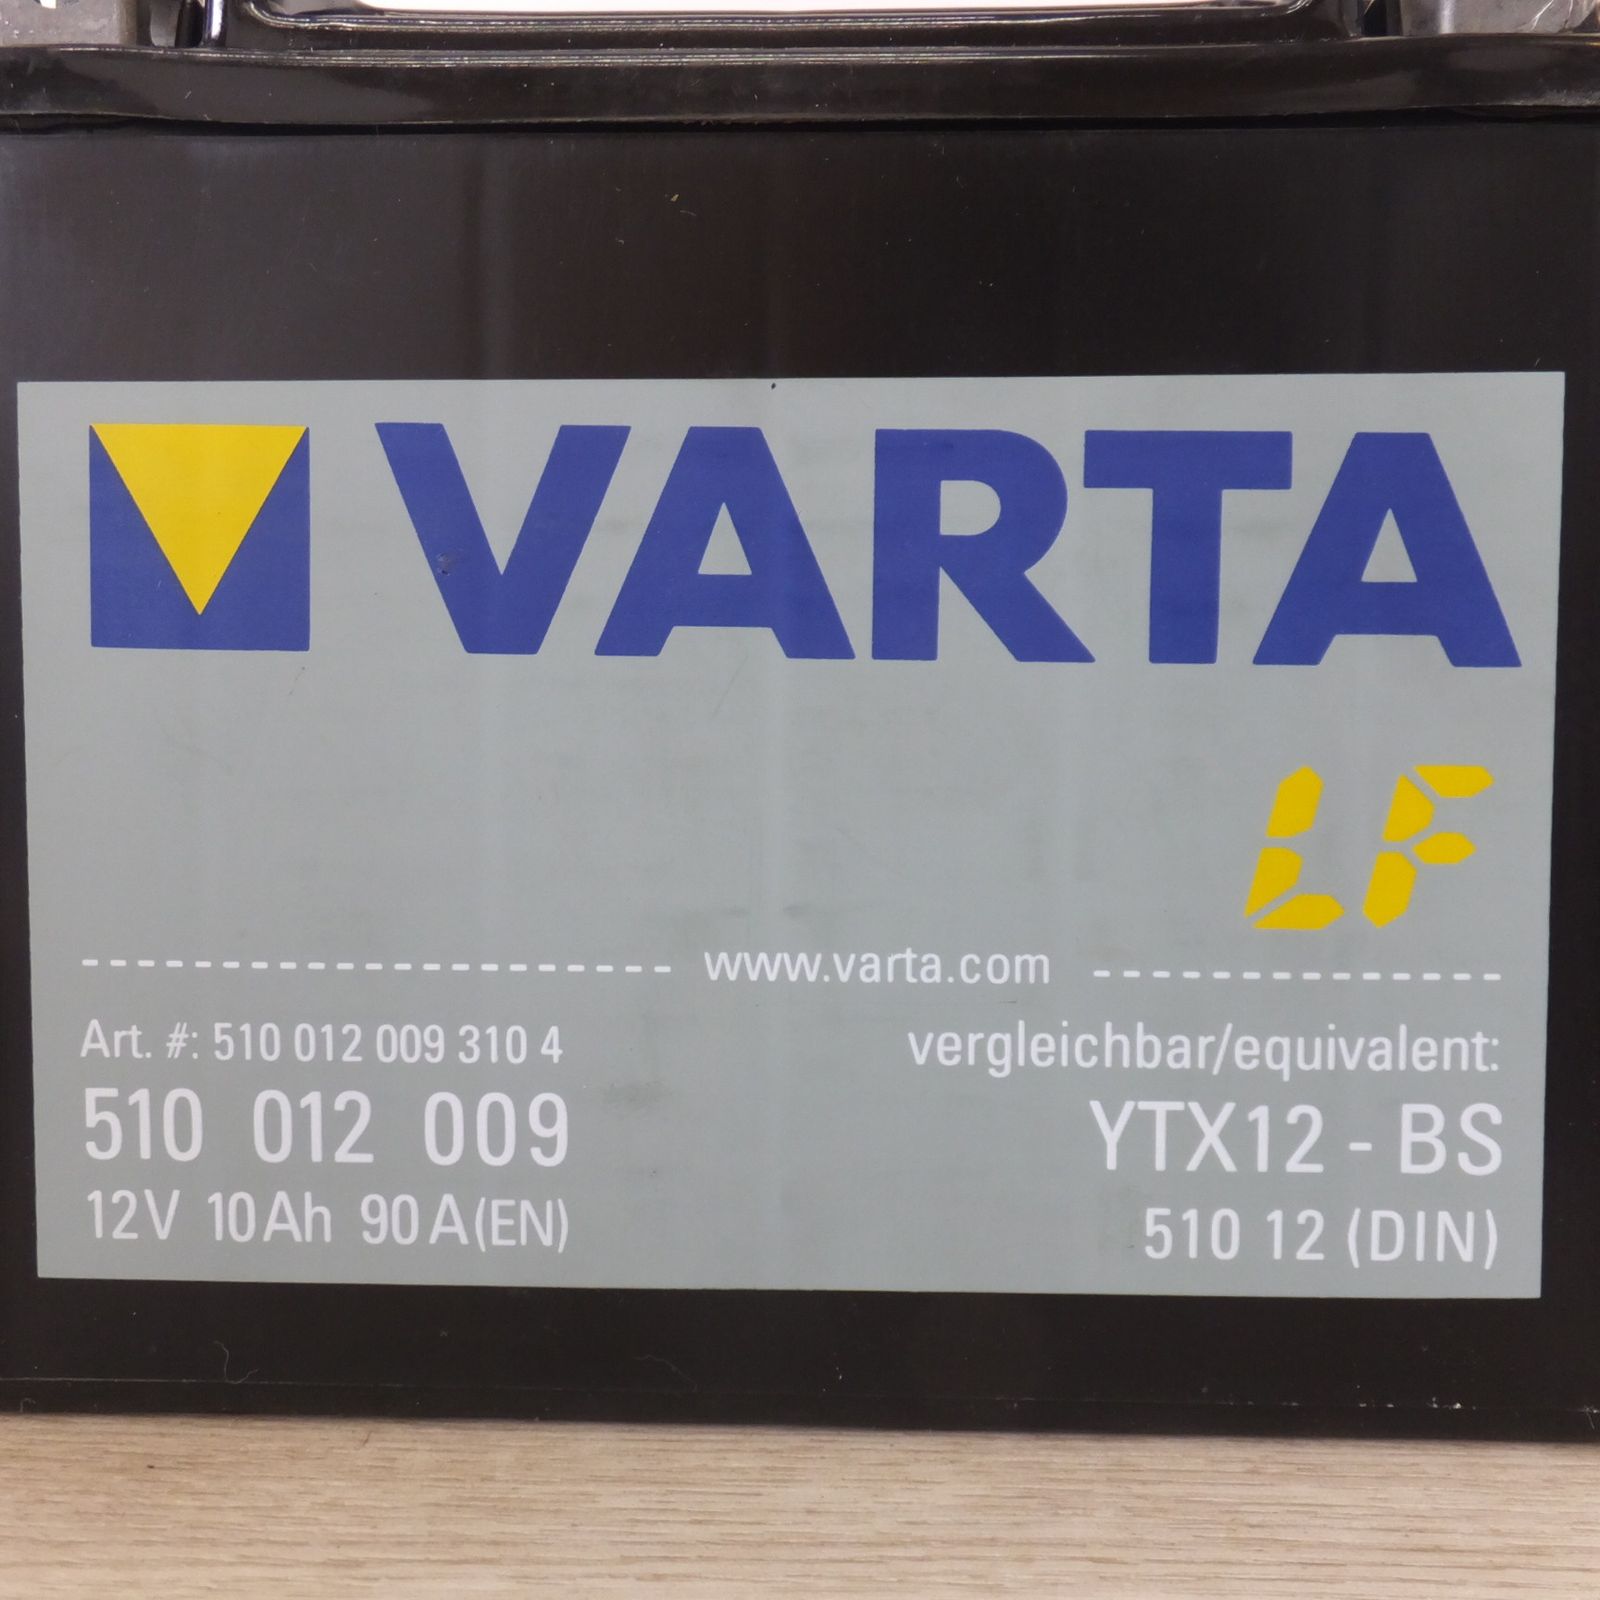 VARTA
LF
www.varta.com
Art. #: 510 012 009 310 4
510 012 009
12V 10Ah 90A(EN)
vergleichbar/equivalent:
YTX12 - BS
510 12 (DIN)